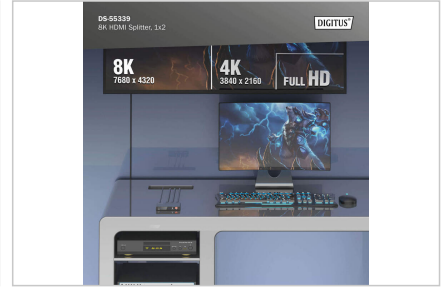 DS-55339
8K HDMI Splitter, 1x2
DIGITUS®
8K
7680 x 4320
4K
3840 x 2160
FULL HD